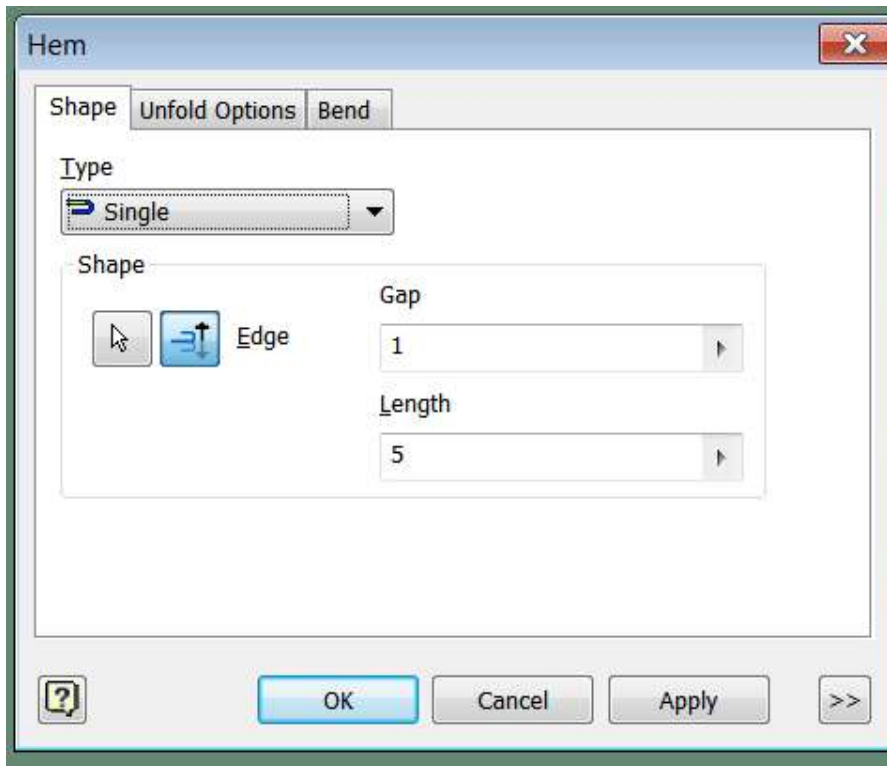 Hem
Shape Unfold Options Bend
Type
Single
Shape
Gap
Edge
1
Length
5
OK Cancel Apply >>